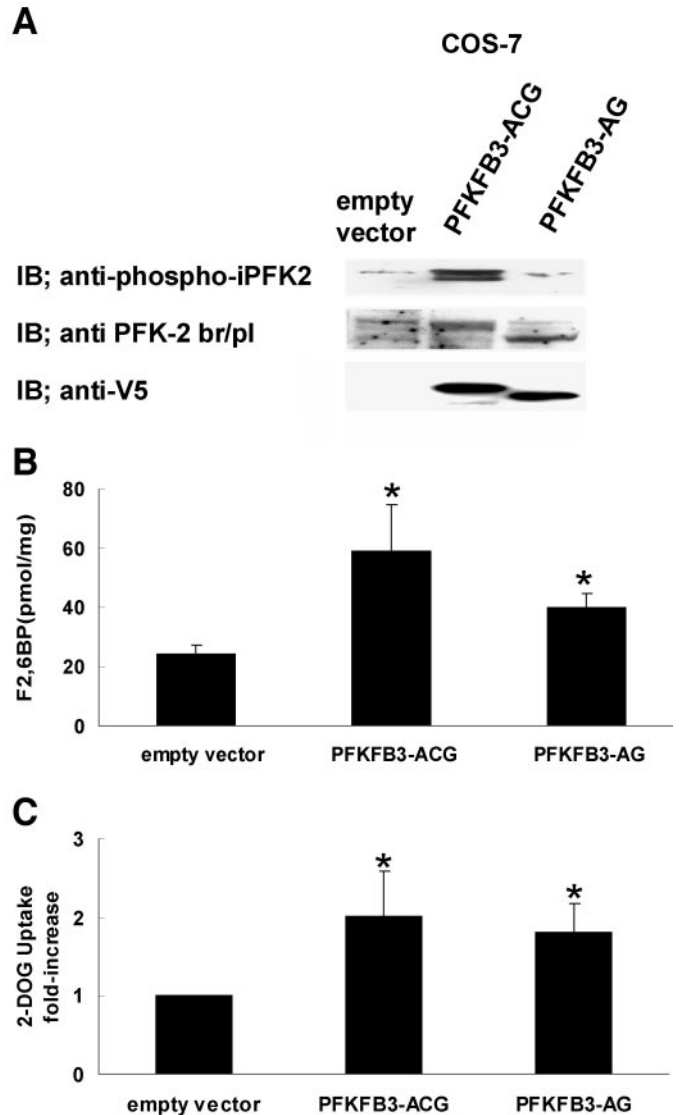 A
COS-7
empty
vector
PFKFB3-ACG
PFKFB3-AG
IB; anti-phospho-iPFK2
IB; anti PFK-2 br/pl
IB; anti-V5
B
F2,6BP(pmol/mg)
80
60
40
20
0
*
*
empty vector
PFKFB3-ACG
PFKFB3-AG
C
2-DOG Uptake
fold-increase
3
2
1
0
*
*
empty vector
PFKFB3-ACG
PFKFB3-AG